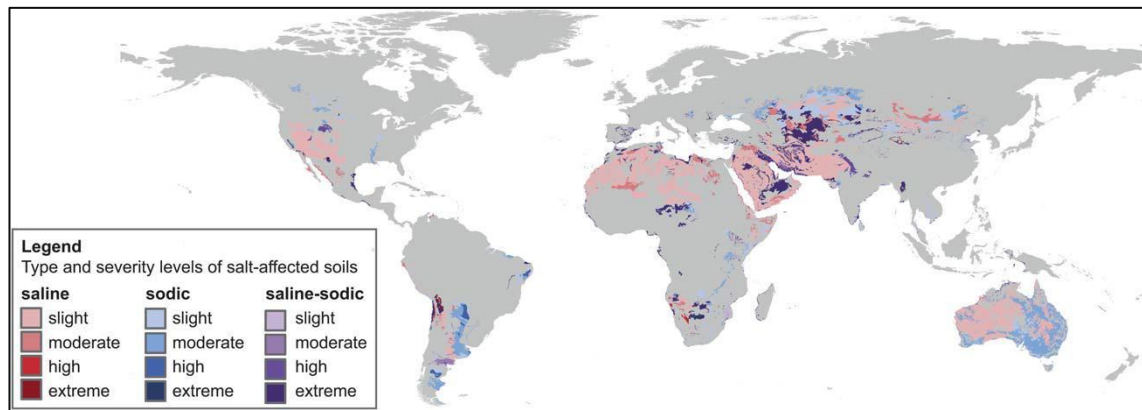 Legend
Type and severity levels of salt-affected soils
saline sodic saline-sodic
slight slight slight
moderate moderate moderate
high high high
extreme extreme extreme